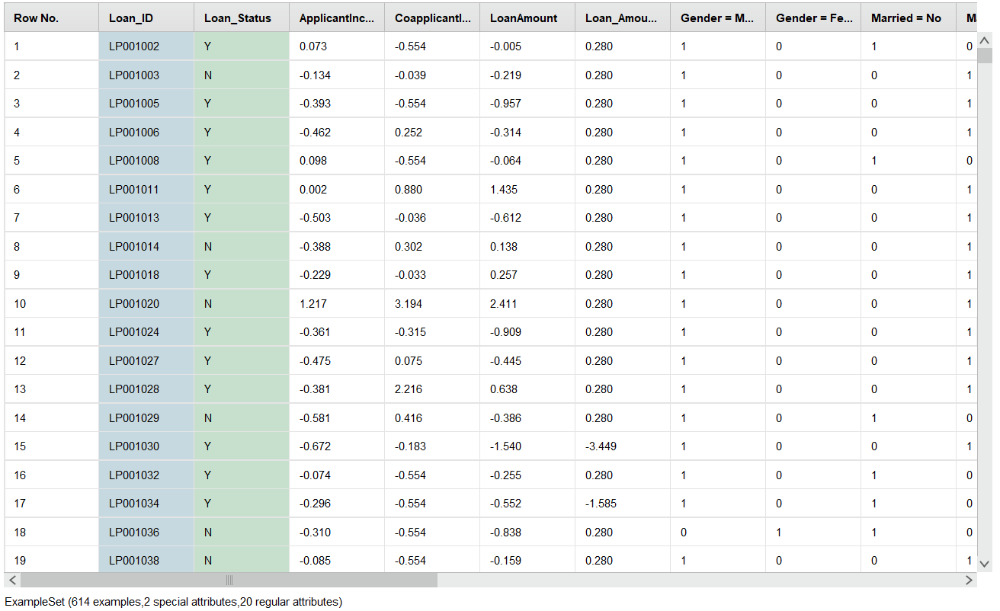 Row No. Loan_ID Loan_Status ApplicantInc... CoapplicantI... LoanAmount Loan_Amou... Gender = M... Gender = Fe... Married = No M
1 LP001002 Y 0.073 -0.554 -0.005 0.280 1 0 1 0
2 LP001003 N -0.134 -0.039 -0.219 0.280 1 0 0 1
3 LP001005 Y -0.393 -0.554 -0.957 0.280 1 0 0 1
4 LP001006 Y -0.462 0.252 -0.314 0.280 1 0 0 1
5 LP001008 Y 0.098 -0.554 -0.064 0.280 1 0 1 0
6 LP001011 Y 0.002 0.880 1.435 0.280 1 0 0 1
7 LP001013 Y -0.503 -0.036 -0.612 0.280 1 0 0 1
8 LP001014 N -0.388 0.302 0.138 0.280 1 0 0 1
9 LP001018 Y -0.229 -0.033 0.257 0.280 1 0 0 1
10 LP001020 N 1.217 3.194 2.411 0.280 1 0 0 1
11 LP001024 Y -0.361 -0.315 -0.909 0.280 1 0 0 1
12 LP001027 Y -0.475 0.075 -0.445 0.280 1 0 0 1
13 LP001028 Y -0.381 2.216 0.638 0.280 1 0 0 1
14 LP001029 N -0.581 0.416 -0.386 0.280 1 0 1 0
15 LP001030 Y -0.672 -0.183 -1.540 -3.449 1 0 0 1
16 LP001032 Y -0.074 -0.554 -0.255 0.280 1 0 1 0
17 LP001034 Y -0.296 -0.554 -0.552 -1.585 1 0 1 0
18 LP001036 N -0.310 -0.554 -0.838 0.280 0 1 1 0
19 LP001038 N -0.085 -0.554 -0.159 0.280 1 0 0 1
ExampleSet (614 examples,2 special attributes,20 regular attributes)